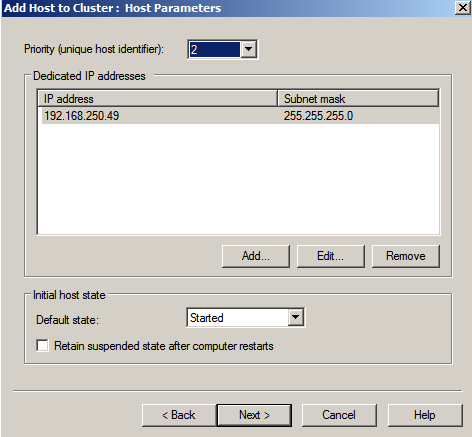 Add Host to Cluster : Host Parameters
Priority (unique host identifier): 2
Dedicated IP addresses
IP address Subnet mask
192.168.250.49 255.255.255.0
Add... Edit... Remove
Initial host state
Default state: Started
Retain suspended state after computer restarts
< Back Next > Cancel Help